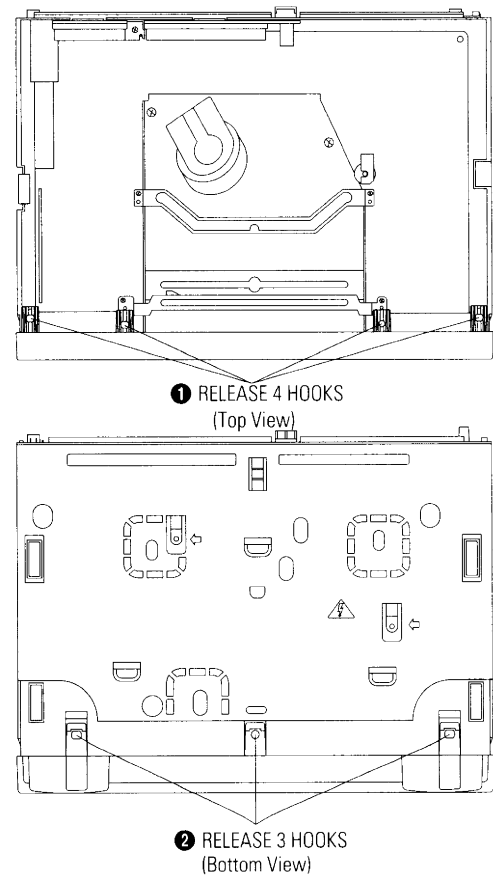 ❶ RELEASE 4 HOOKS
(Top View)
❷ RELEASE 3 HOOKS
(Bottom View)